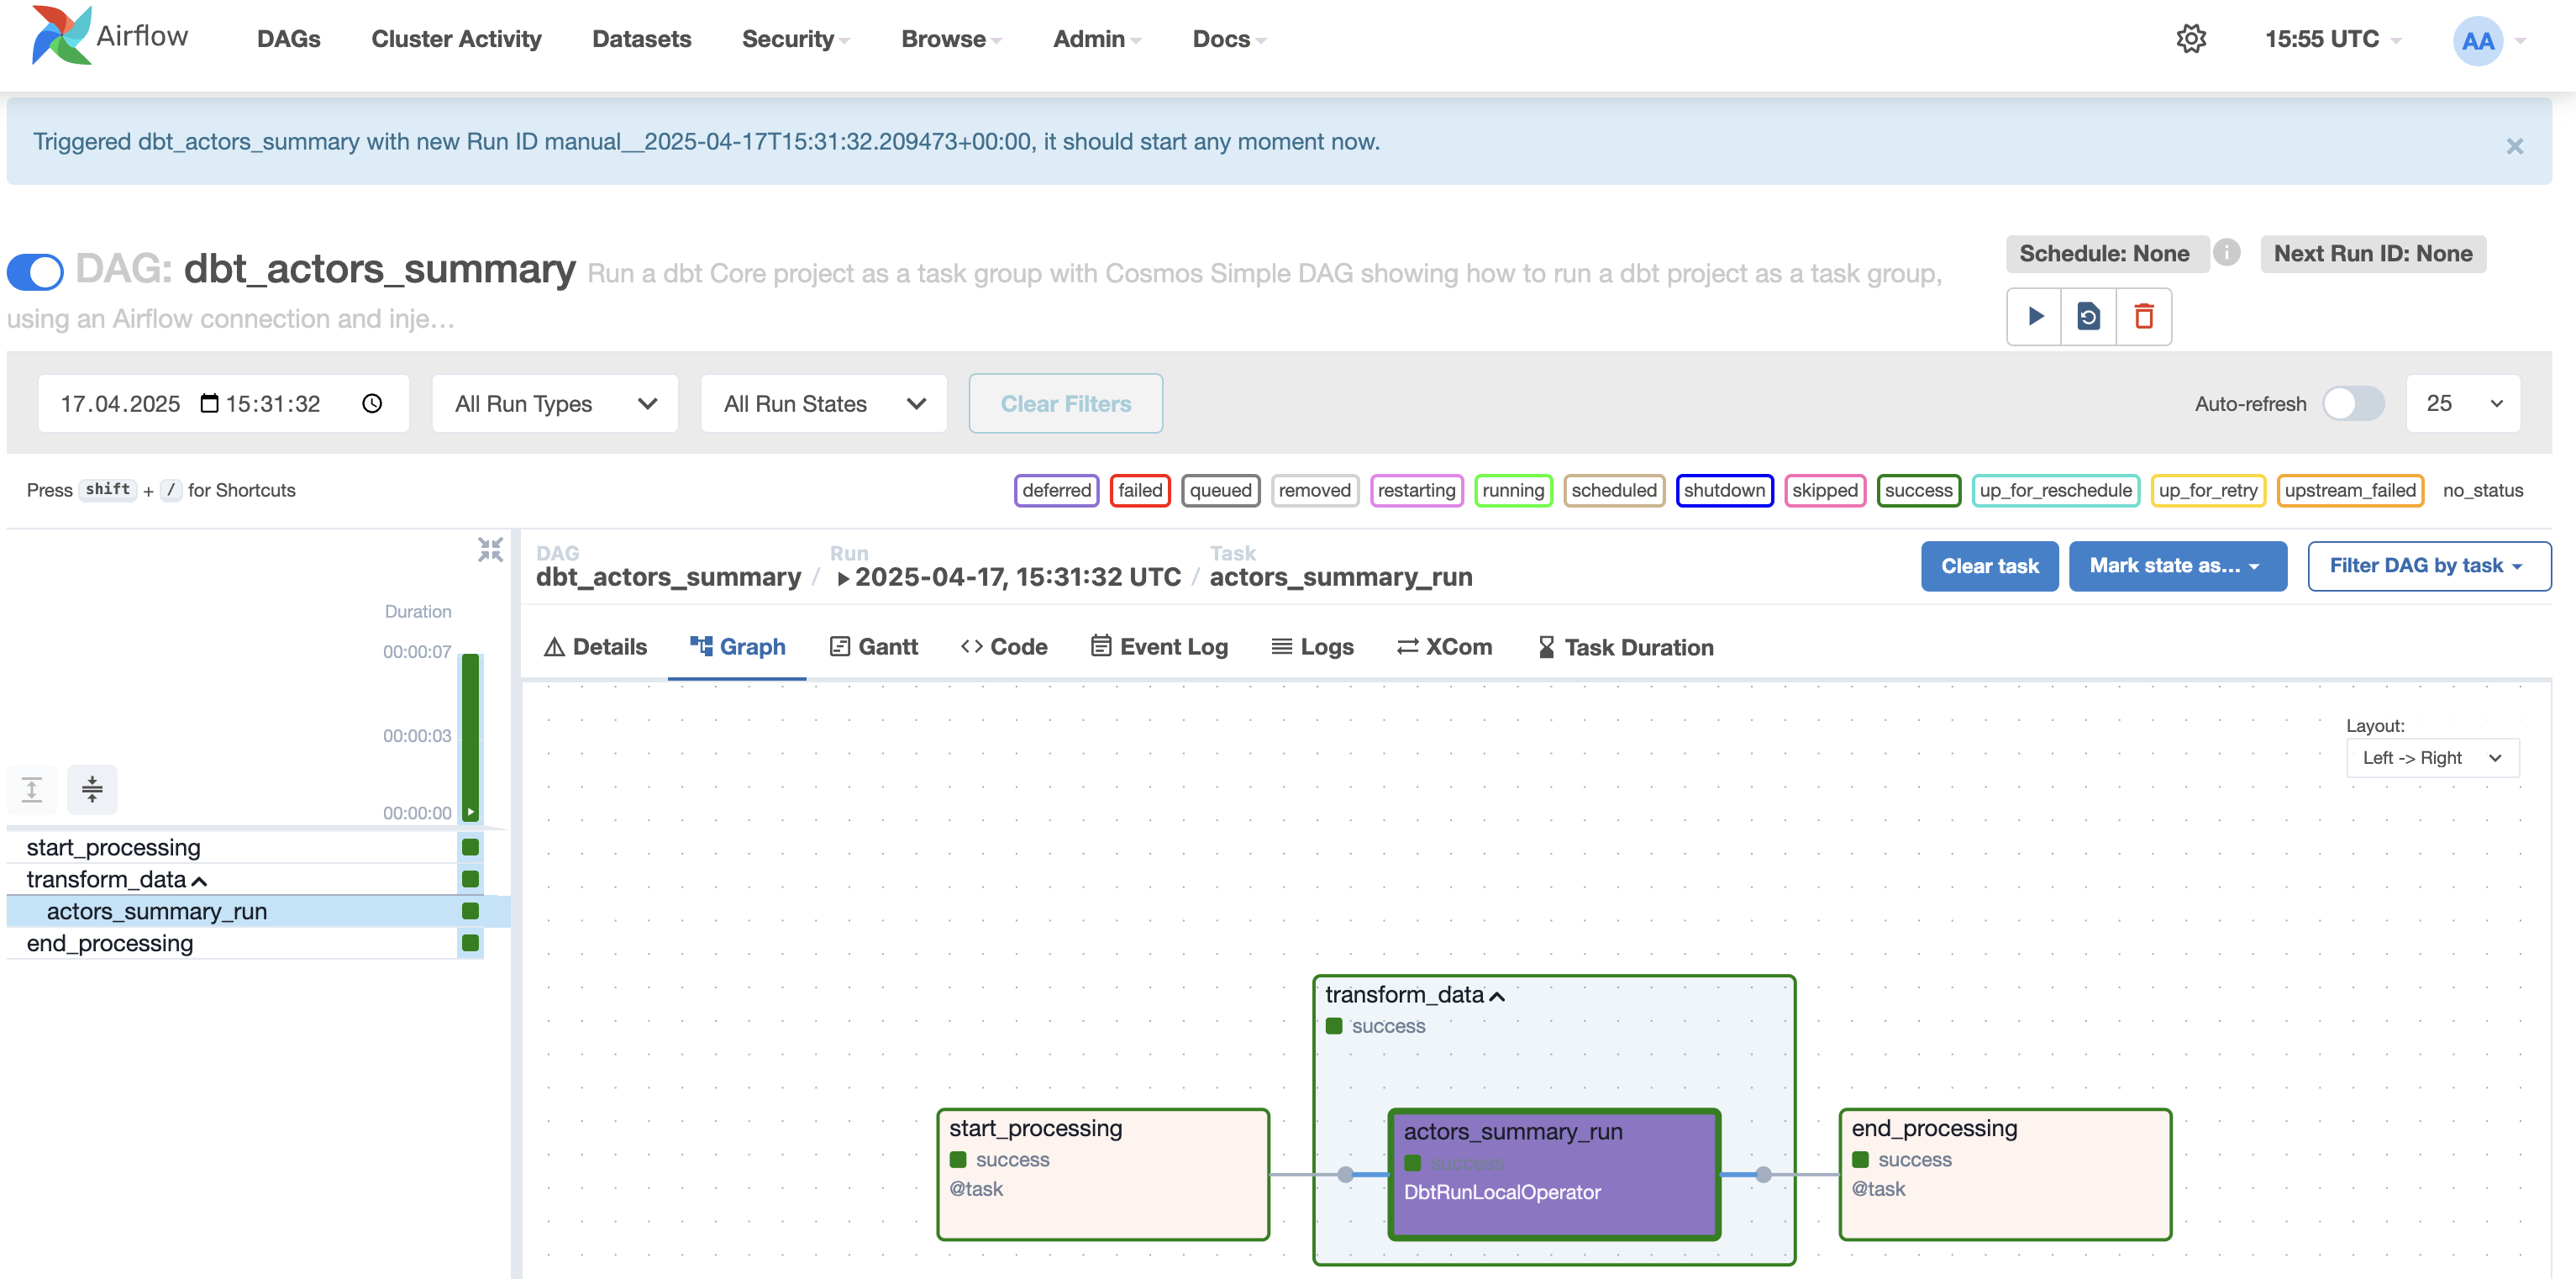 Airflow DAGs Cluster Activity Datasets Security Browse Admin Docs 15:55 UTC AA
Triggered dbt_actors_summary with new Run ID manual__2025-04-17T15:31:32.209473+00:00, it should start any moment now. ×
DAG: dbt_actors_summary Run a dbt Core project as a task group with Cosmos Simple DAG showing how to run a dbt project as a task group,
using an Airflow connection and inje…
Schedule: None i Next Run ID: None
17.04.2025 15:31:32 All Run Types All Run States Clear Filters Auto-refresh 25
Press shift + / for Shortcuts deferred failed queued removed restarting running scheduled shutdown skipped success up_for_reschedule up_for_retry upstream_failed no_status
DAG Run Task
dbt_actors_summary / 2025-04-17, 15:31:32 UTC / actors_summary_run
Clear task Mark state as... Filter DAG by task
Details Graph Gantt Code Event Log Logs XCom Task Duration
Duration
00:00:07
00:00:03
00:00:00
start_processing
transform_data
actors_summary_run
end_processing
Layout:
Left -> Right
transform_data
success
start_processing
success
@task
actors_summary_run
success
DbtRunLocalOperator
end_processing
success
@task